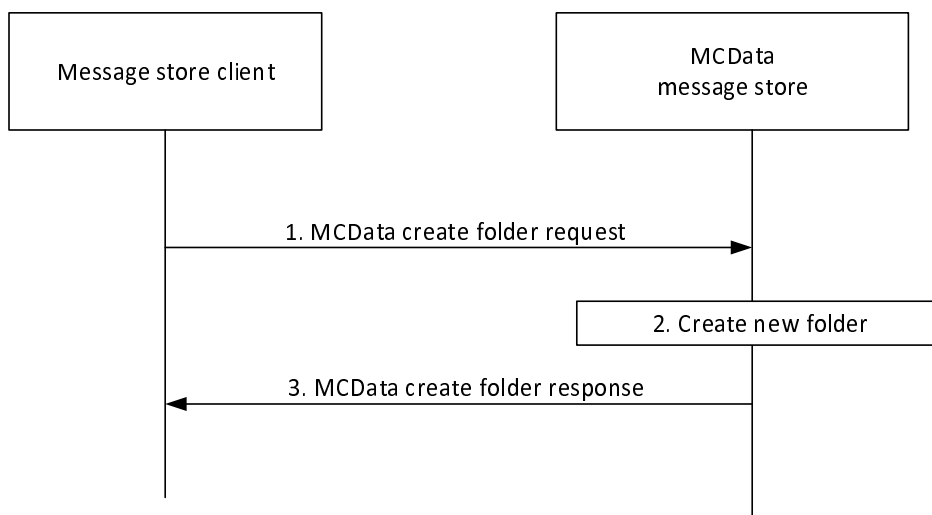 Message store client
MCData
message store
1. MCData create folder request
2. Create new folder
3. MCData create folder response